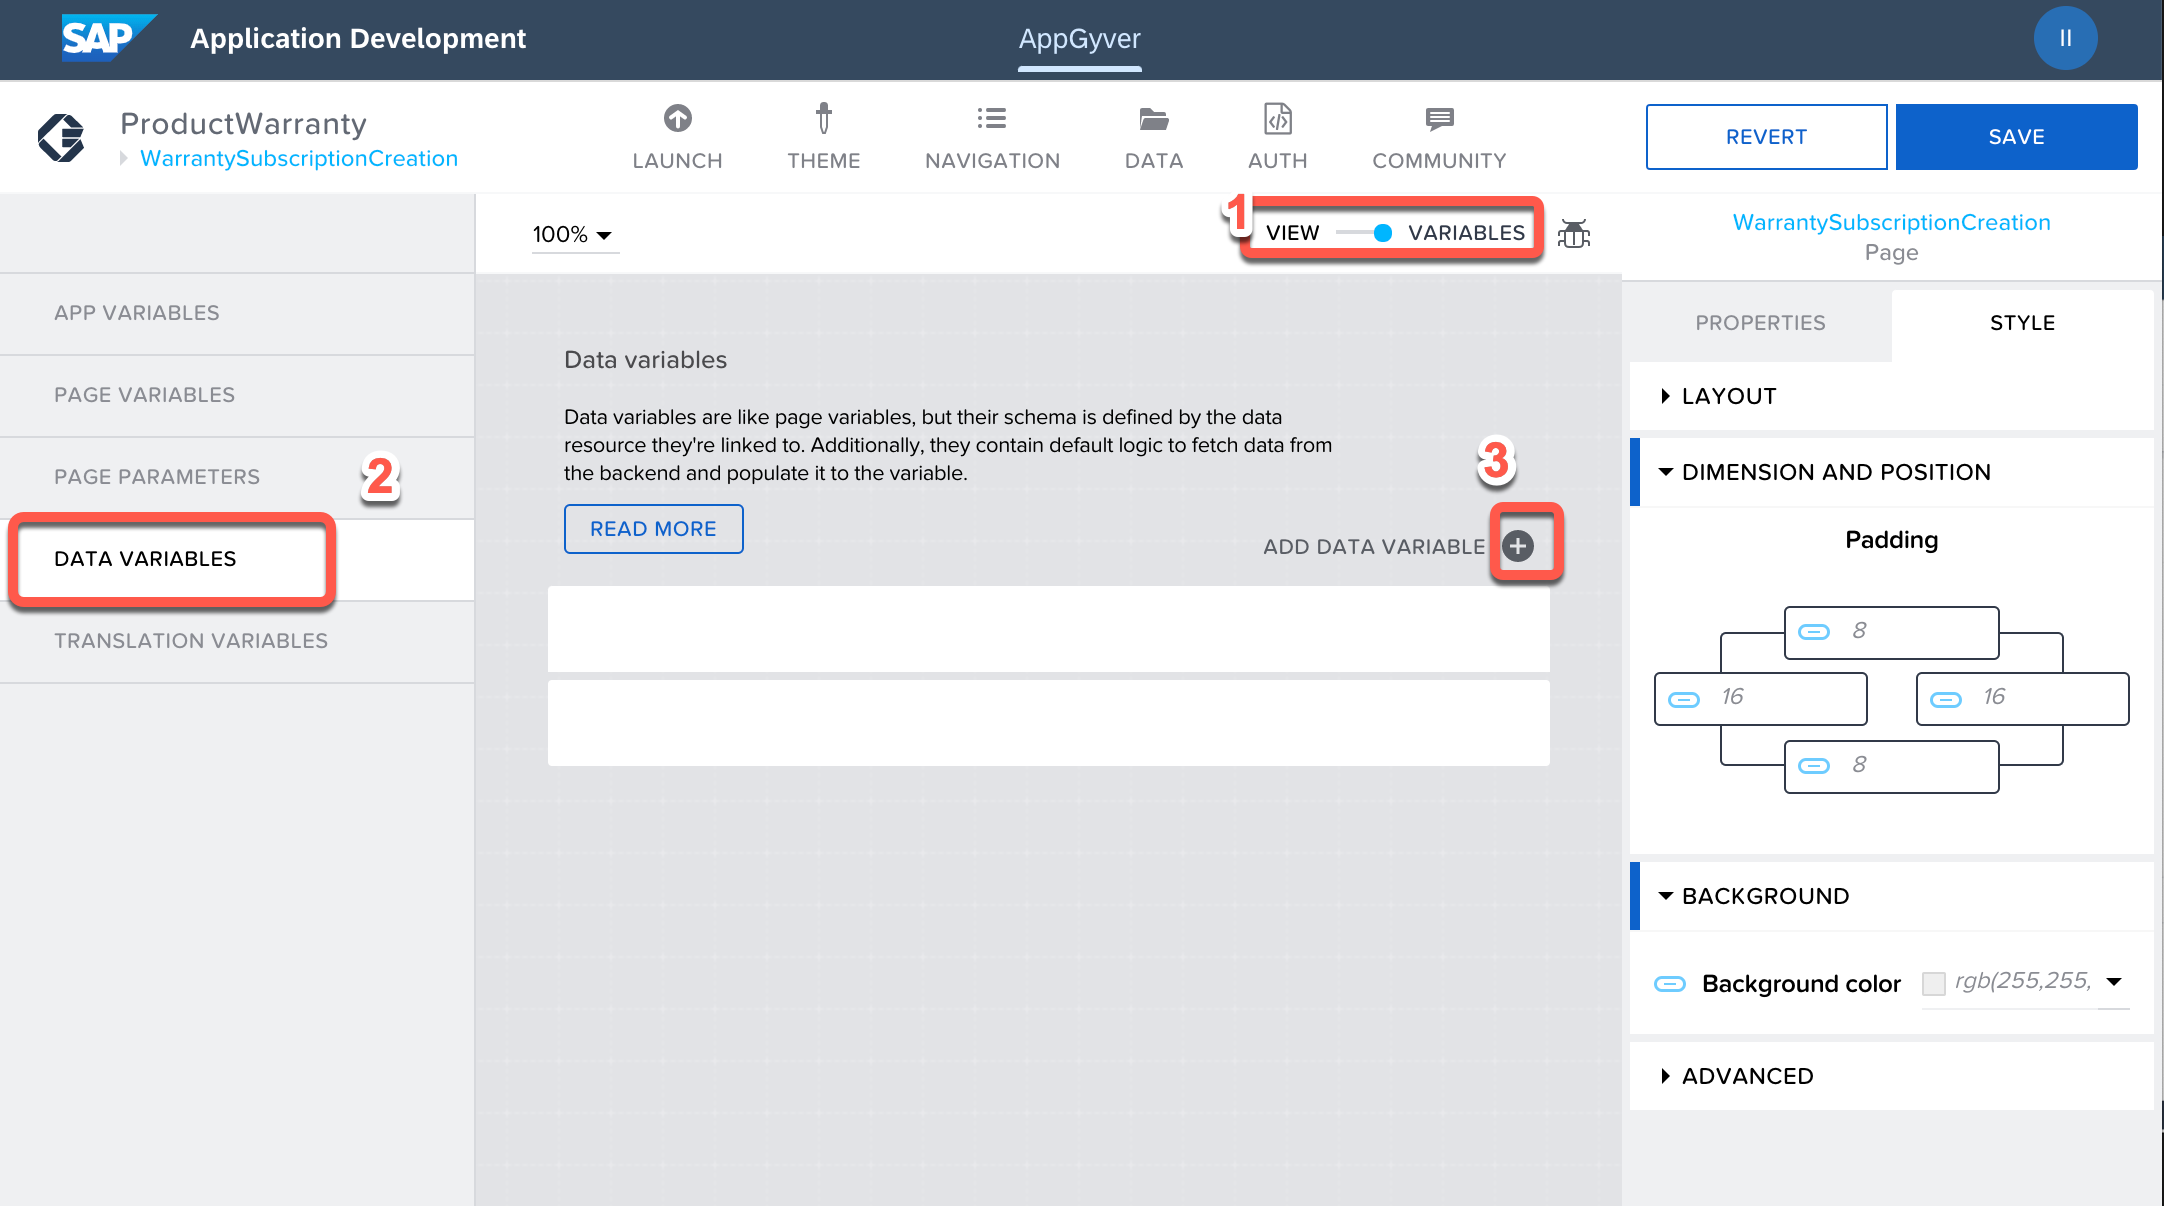 SAP Application Development
AppGyver
II
ProductWarranty
WarrantySubscriptionCreation
LAUNCH
THEME
NAVIGATION
DATA
AUTH
COMMUNITY
REVERT
SAVE
100%
1
VIEW
VARIABLES
WarrantySubscriptionCreation
Page
APP VARIABLES
PAGE VARIABLES
PAGE PARAMETERS
2
DATA VARIABLES
TRANSLATION VARIABLES
Data variables
Data variables are like page variables, but their schema is defined by the data
resource they're linked to. Additionally, they contain default logic to fetch data from
the backend and populate it to the variable.
READ MORE
3
ADD DATA VARIABLE
PROPERTIES
STYLE
LAYOUT
DIMENSION AND POSITION
Padding
8
16
16
8
BACKGROUND
Background color
rgb(255,255,
ADVANCED